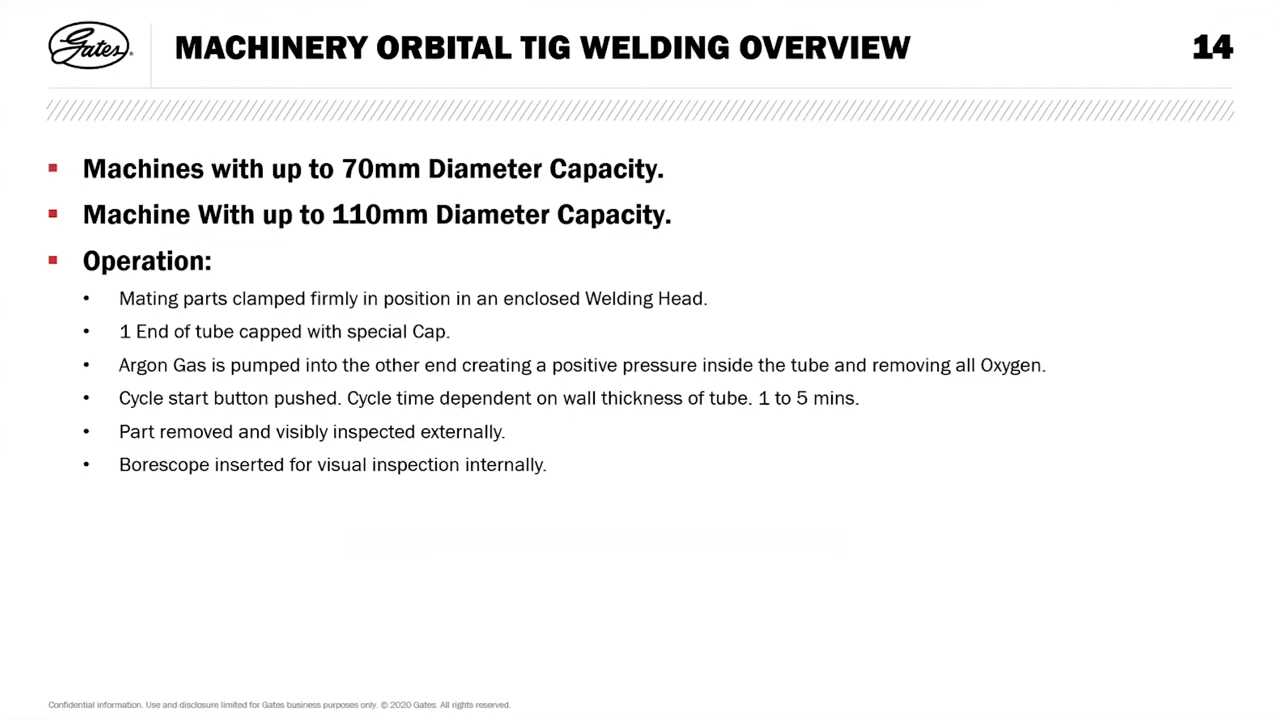 Gates
MACHINERY ORBITAL TIG WELDING OVERVIEW
14
Machines with up to 70mm Diameter Capacity.
Machine With up to 110mm Diameter Capacity.
Operation:
Mating parts clamped firmly in position in an enclosed Welding Head.
1 End of tube capped with special Cap.
Argon Gas is pumped into the other end creating a positive pressure inside the tube and removing all Oxygen.
Cycle start button pushed. Cycle time dependent on wall thickness of tube. 1 to 5 mins.
Part removed and visibly inspected externally.
Borescope inserted for visual inspection internally.
Confidential information. Use and disclosure limited for Gates business purposes only. © 2020 Gates. All rights reserved.